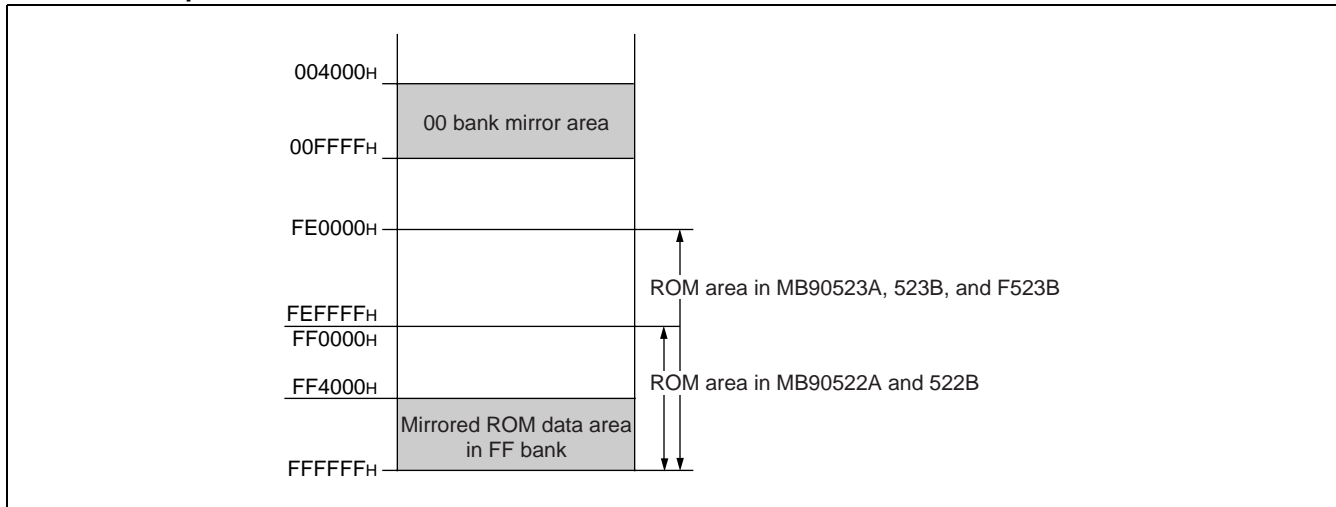 004000H
00 bank mirror area
00FFFFH
FE0000H
ROM area in MB90523A, 523B, and F523B
FEFFFFH
FF0000H
FF4000H
ROM area in MB90522A and 522B
Mirrored ROM data area
in FF bank
FFFFFFH